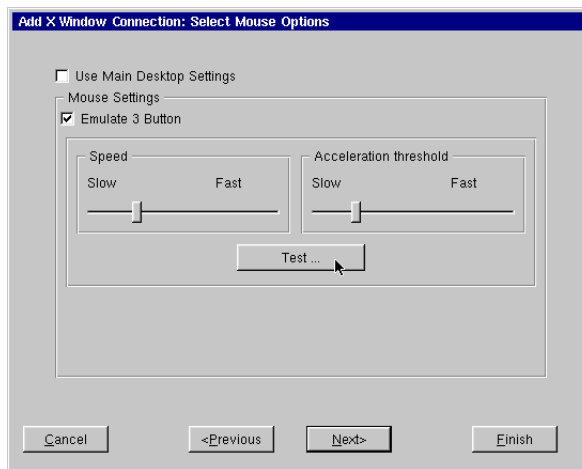 Add X Window Connection: Select Mouse Options
Use Main Desktop Settings
Mouse Settings
Emulate 3 Button
Speed
Acceleration threshold
Slow Fast
Slow Fast
Test ...
Cancel
<Previous
Next>
Finish